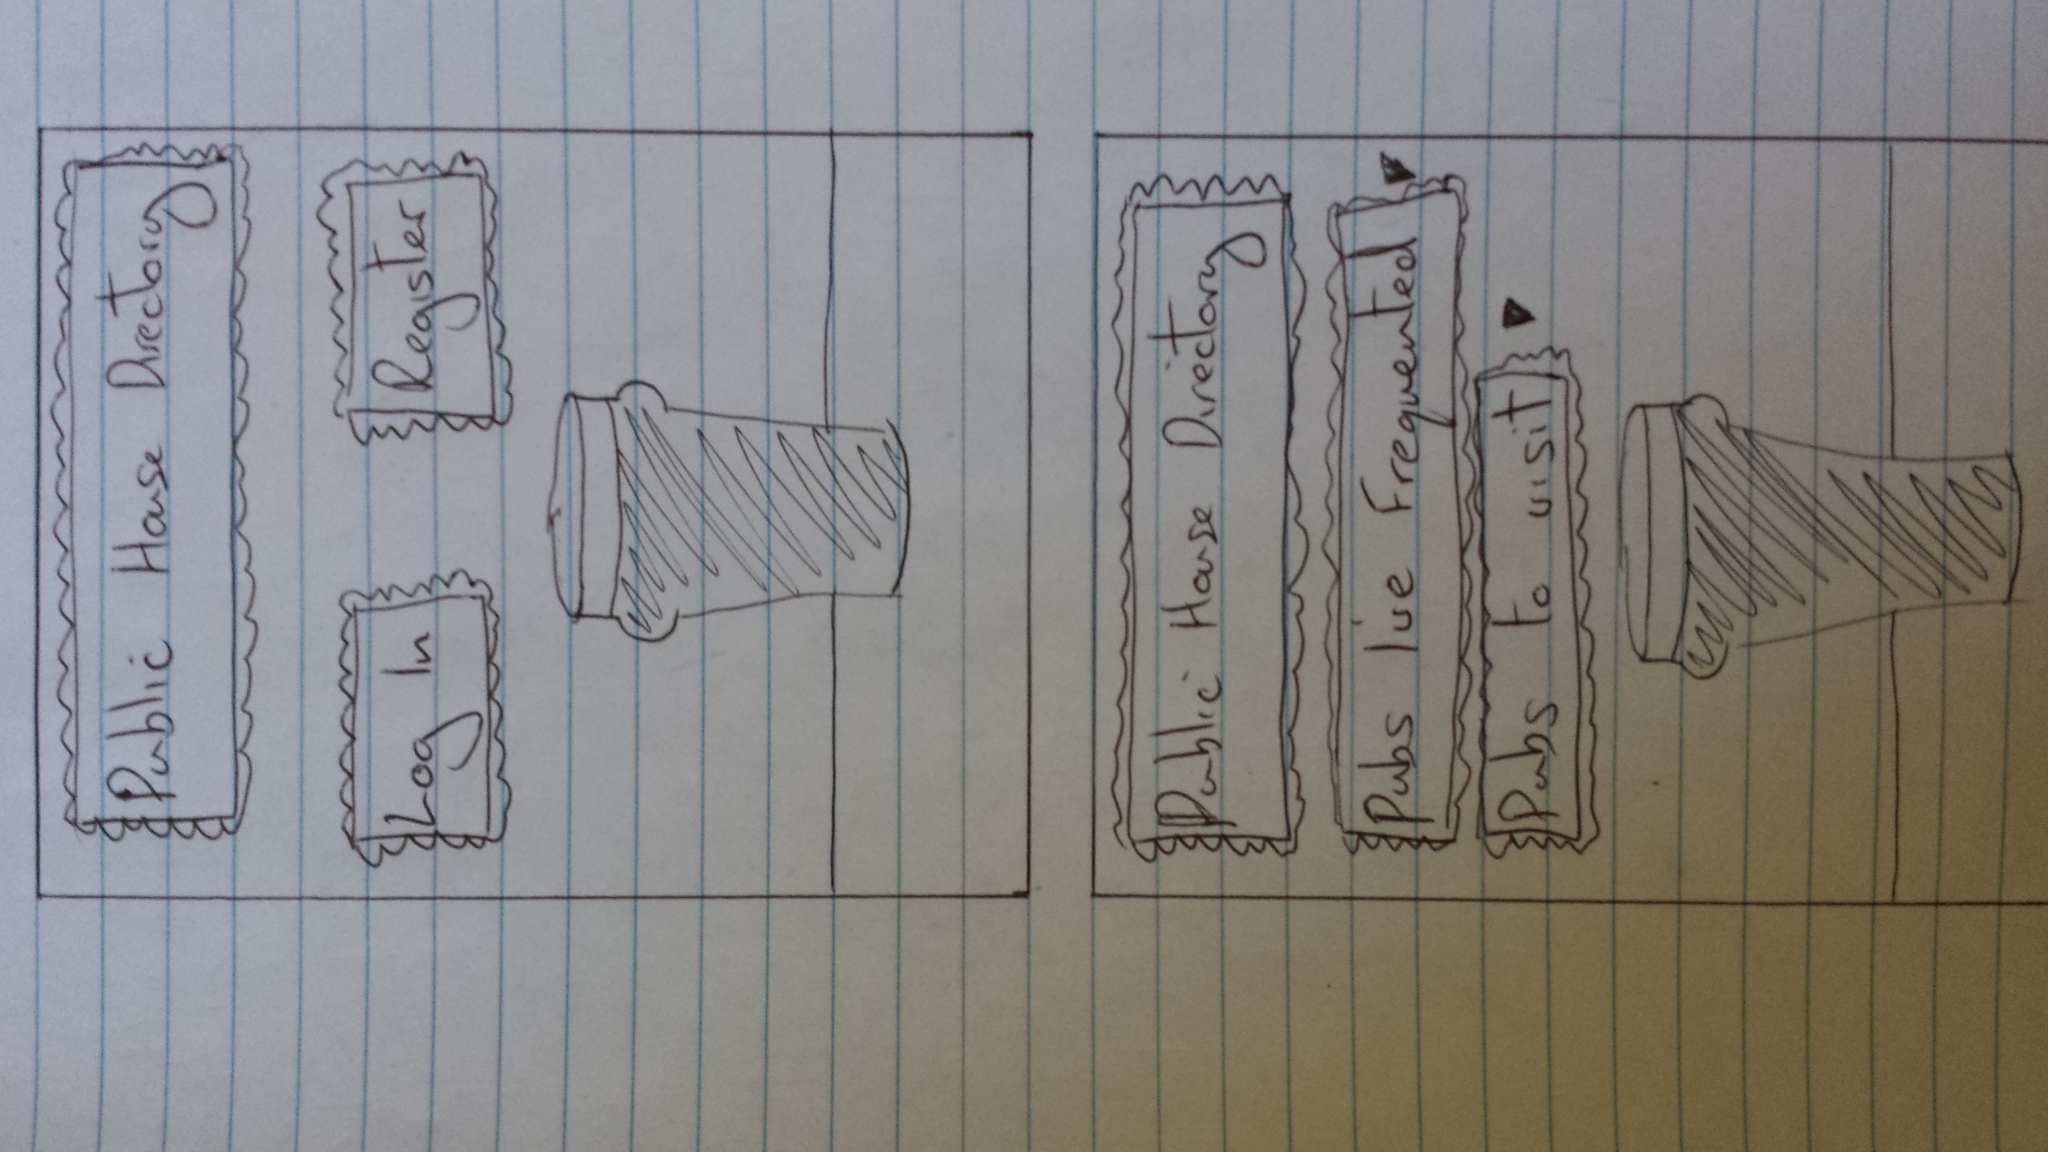 Public House Directory
Log In Register
Public House Directory
Pubs I've Frequented
Pubs to visit